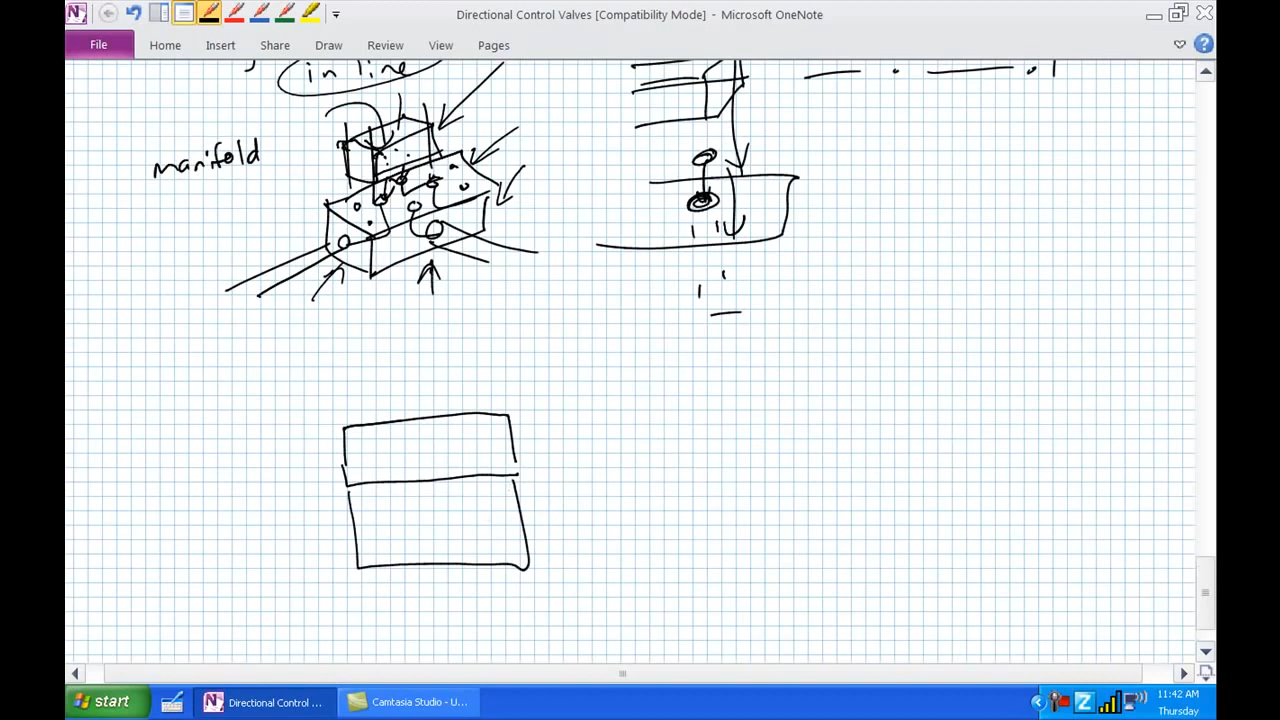 Directional Control Valves [Compatibility Mode] - Microsoft OneNote
File Home Insert Share Draw Review View Pages
in line
manifold
start
Directional Control ...
Camtasia Studio - U...
11:42 AM
Thursday